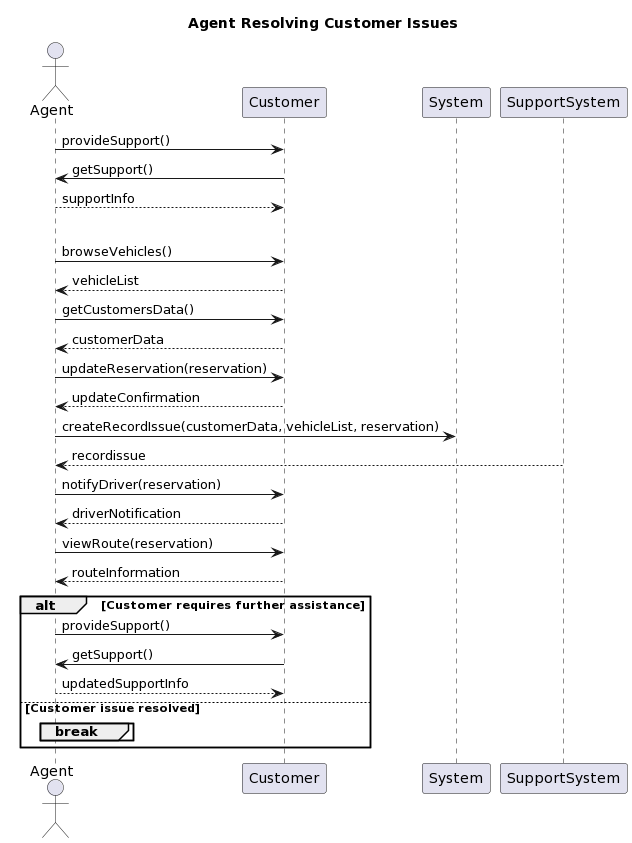 Agent Resolving Customer Issues
Agent
Customer
System
SupportSystem
provideSupport()
getSupport()
supportInfo
browseVehicles()
vehicleList
getCustomersData()
customerData
updateReservation(reservation)
updateConfirmation
createRecordIssue(customerData, vehicleList, reservation)
recordissue
notifyDriver(reservation)
driverNotification
viewRoute(reservation)
routeInformation
alt [Customer requires further assistance]
provideSupport()
getSupport()
updatedSupportInfo
[Customer issue resolved]
break
Agent
Customer
System
SupportSystem